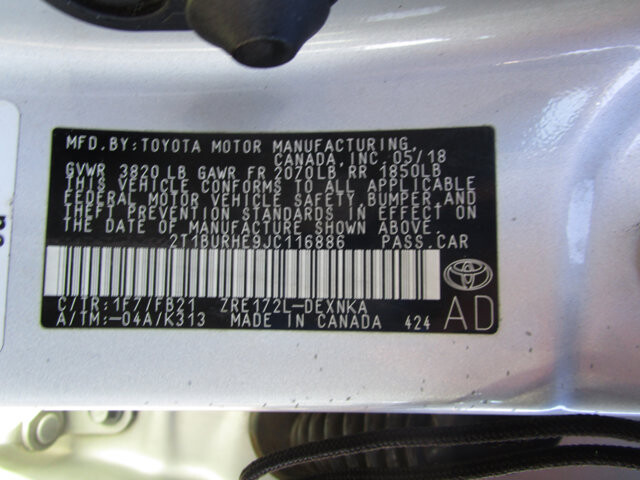 MFD. BY: TOYOTA MOTOR MANUFACTURING,
CANADA, INC. 05/18
GVWR 3820 LB GAWR FR 2070LB RR 1850LB
THIS VEHICLE CONFORMS TO ALL APPLICABLE
FEDERAL MOTOR VEHICLE SAFETY,BUMPER,AND
THEFT PREVENTION STANDARDS IN EFFECT ON
THE DATE OF MANUFACTURE SHOWN ABOVE.
2T1BURHE9JC116886 PASS.CAR
C/TR:1F7/FB21 ZRE172L-DEXNKA
A/TM:-04A/K313 MADE IN CANADA 424
AD